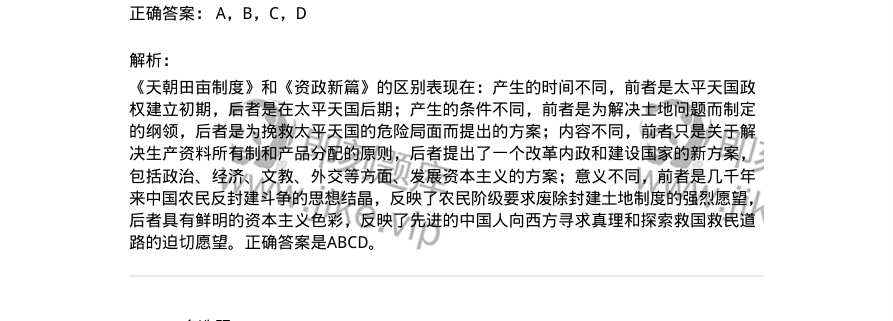 正确答案： A，B，C，D
解析：
《天朝田亩制度》和《资政新篇》的区别表现在：产生的时间不同，前者是太平天国政
权建立初期，后者是在太平天国后期；产生的条件不同，前者是为解决土地问题而制定
的纲领，后者是为挽救太平天国的危险局面而提出的方案；内容不同，前者只是关于解
决生产资料所有制和产品分配的原则，后者提出了一个改革内政和建设国家的新方案，
包括政治、经济、文教、外交等方面、发展资本主义的方案；意义不同，前者是几千年
来中国农民反封建斗争的思想结晶，反映了农民阶级要求废除封建土地制度的强烈愿望，
后者具有鲜明的资本主义色彩，反映了先进的中国人向西方寻求真理和探索救国救民道
路的迫切愿望。正确答案是ABCD。
即刻题库
www.jike.vip